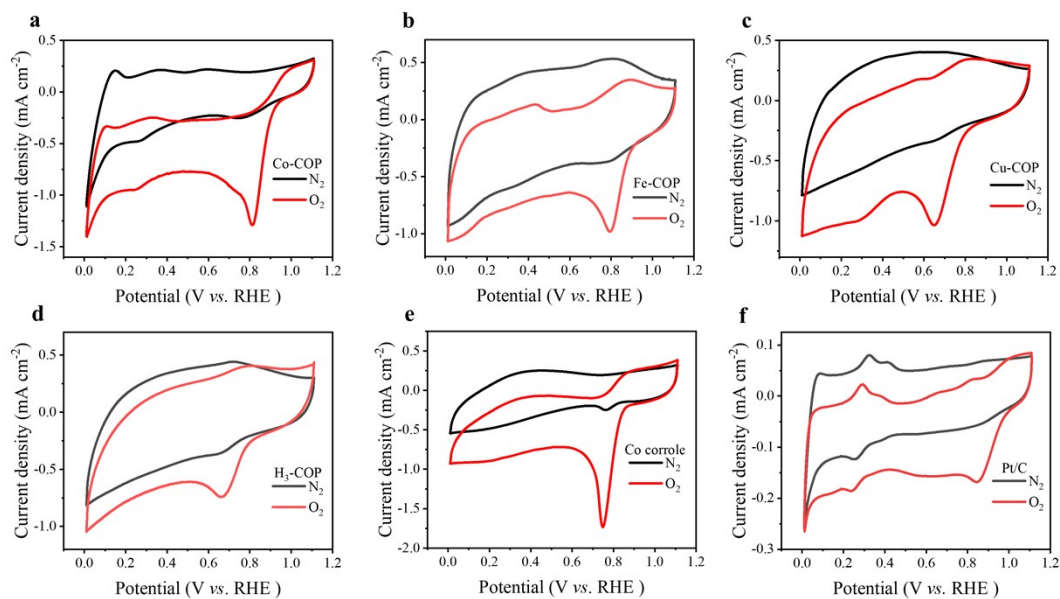 a
Current density (mA cm⁻²)
0.5
0.0
-0.5
-1.0
-1.5
Co-COP
N₂
O₂
0.0 0.2 0.4 0.6 0.8 1.0 1.2
Potential (V vs. RHE )
b
Current density (mA cm⁻²)
0.5
0.0
-0.5
-1.0
Fe-COP
N₂
O₂
0.0 0.2 0.4 0.6 0.8 1.0 1.2
Potential (V vs. RHE )
c
Current density (mA cm⁻²)
0.5
0.0
-0.5
-1.0
Cu-COP
N₂
O₂
0.0 0.2 0.4 0.6 0.8 1.0 1.2
Potential (V vs. RHE )
d
Current density (mA cm⁻²)
0.5
0.0
-0.5
-1.0
H₃-COP
N₂
O₂
0.0 0.2 0.4 0.6 0.8 1.0 1.2
Potential (V vs. RHE )
e
Current density (mA cm⁻²)
0.5
0.0
-0.5
-1.0
-1.5
-2.0
Co corrole
N₂
O₂
0.0 0.2 0.4 0.6 0.8 1.0 1.2
Potential (V vs. RHE )
f
Current density (mA cm⁻²)
0.1
0.0
-0.1
-0.2
-0.3
Pt/C
N₂
O₂
0.0 0.2 0.4 0.6 0.8 1.0 1.2
Potential (V vs. RHE )